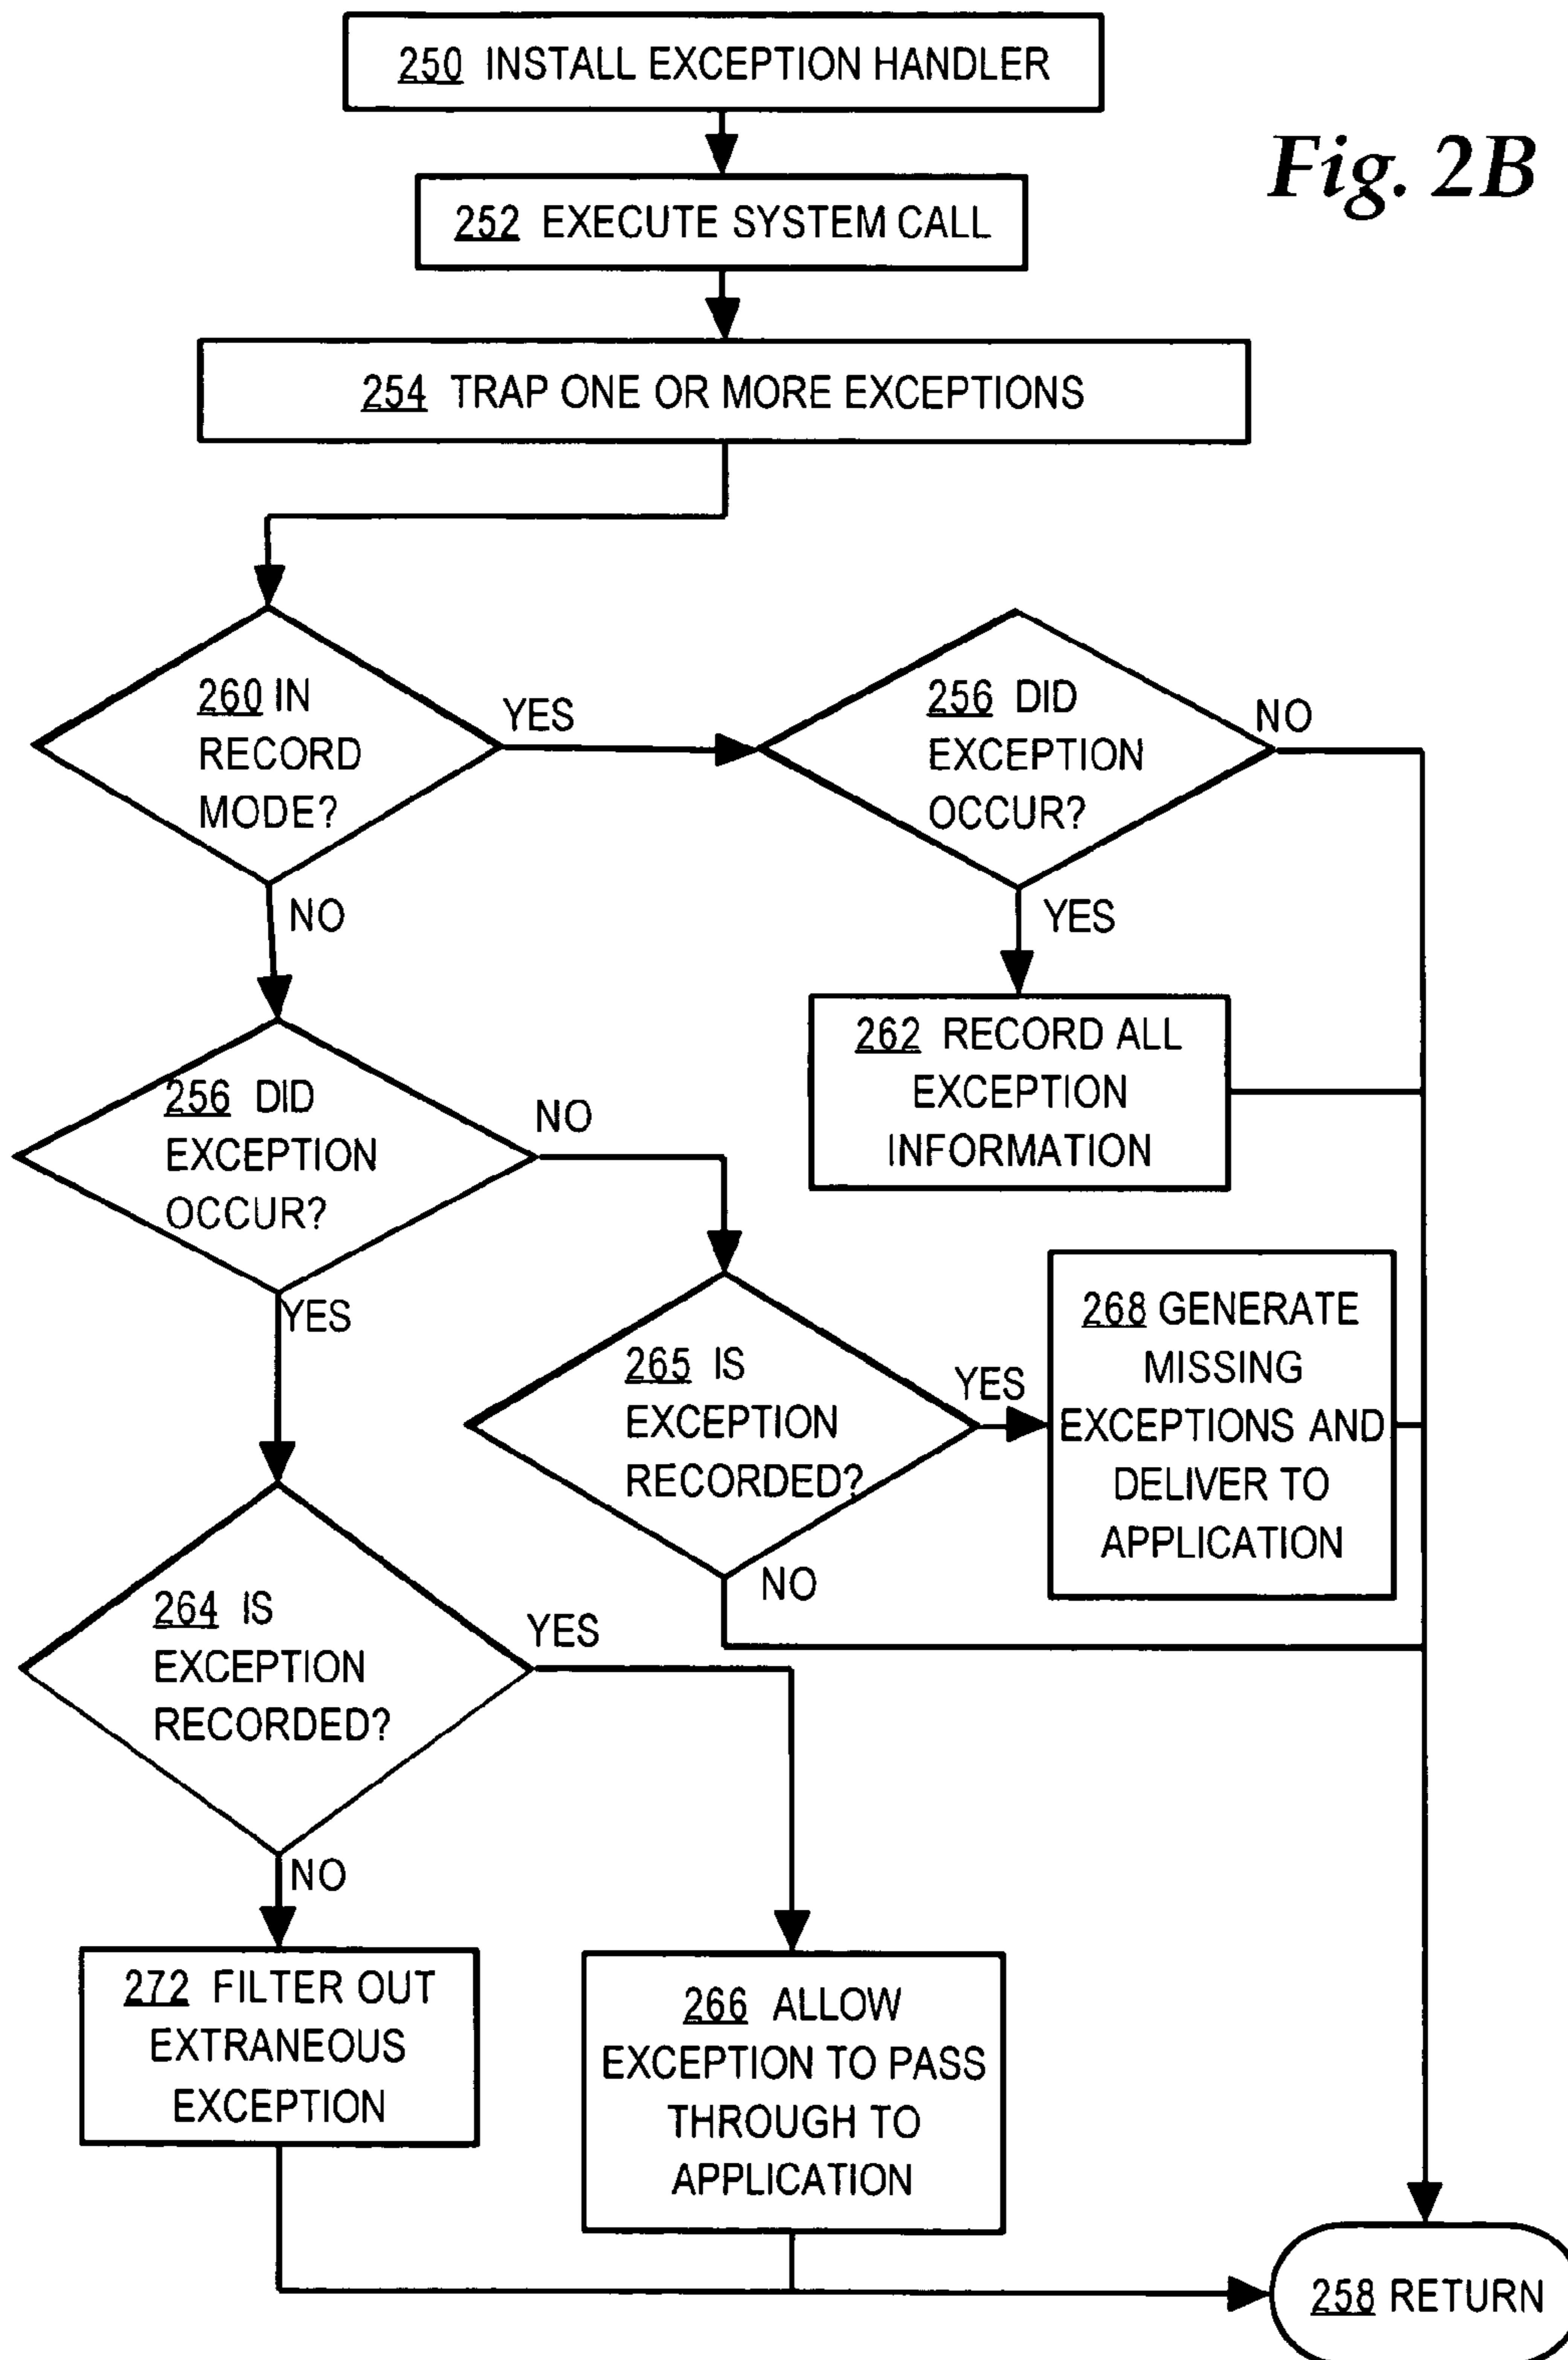 250 INSTALL EXCEPTION HANDLER
Fig. 2B
252 EXECUTE SYSTEM CALL
254 TRAP ONE OR MORE EXCEPTIONS
260 IN
RECORD
MODE?
YES
NO
256 DID
EXCEPTION
OCCUR?
NO
YES
262 RECORD ALL
EXCEPTION
INFORMATION
256 DID
EXCEPTION
OCCUR?
NO
YES
265 IS
EXCEPTION
RECORDED?
YES
NO
268 GENERATE
MISSING
EXCEPTIONS AND
DELIVER TO
APPLICATION
264 IS
EXCEPTION
RECORDED?
YES
NO
272 FILTER OUT
EXTRANEOUS
EXCEPTION
266 ALLOW
EXCEPTION TO PASS
THROUGH TO
APPLICATION
258 RETURN